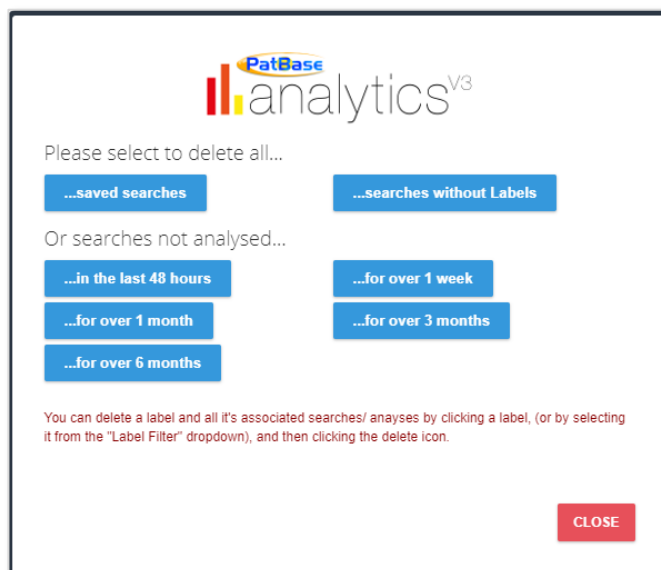 PatBase
analytics V3
Please select to delete all...
...saved searches
...searches without Labels
Or searches not analysed...
...in the last 48 hours
...for over 1 week
...for over 1 month
...for over 3 months
...for over 6 months
You can delete a label and all it's associated searches/ anayses by clicking a label, (or by selecting
it from the "Label Filter" dropdown), and then clicking the delete icon.
CLOSE